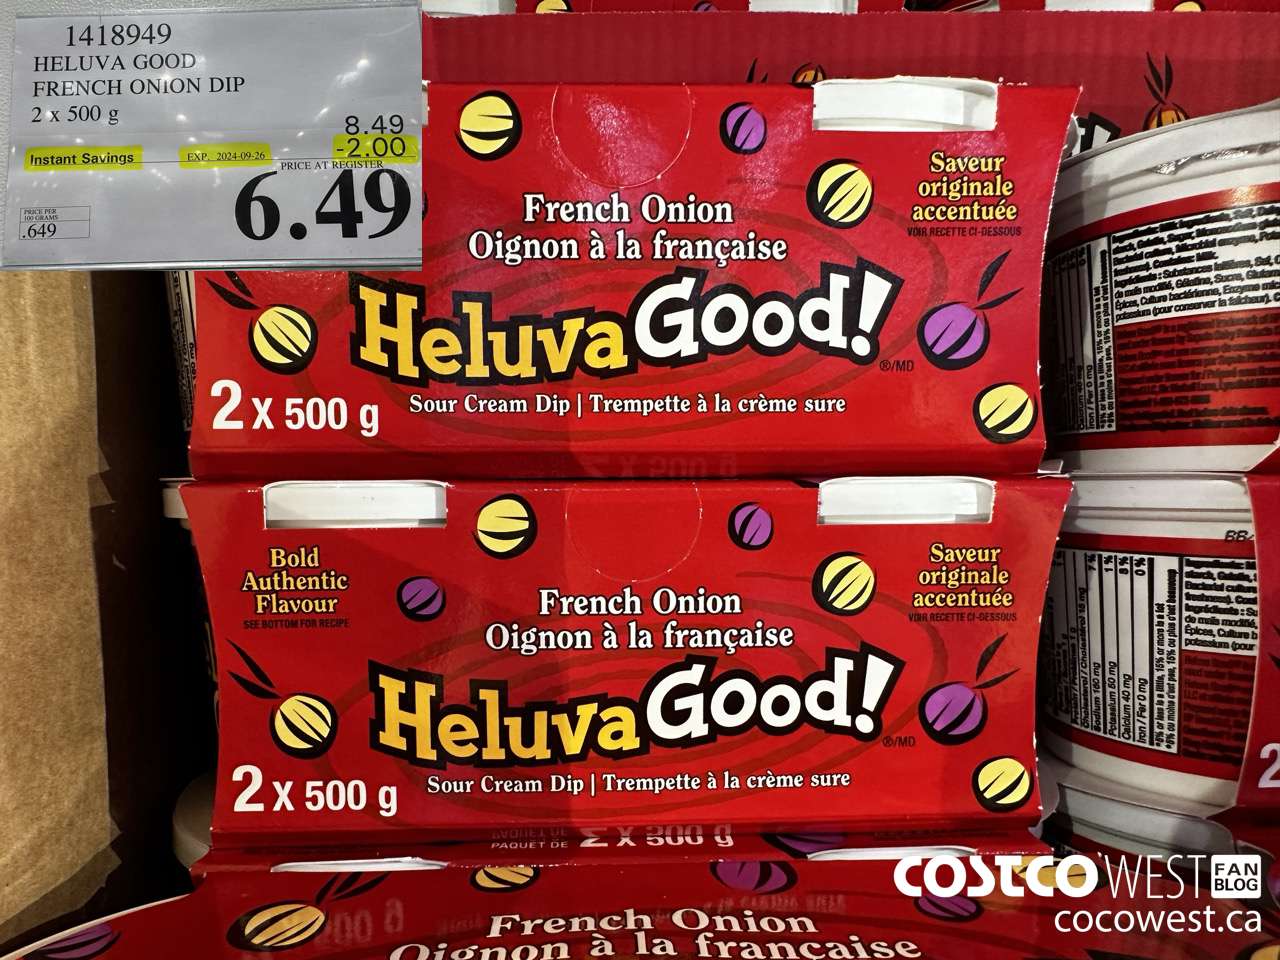 1418949
HELUVA GOOD
FRENCH ONION DIP
2 x 500 g
8.49
Instant Savings
EXP. 2024-09-26
-2.00
PRICE AT REGISTER
6.49
PRICE PER
100 GRAMS
.649
French Onion
Oignon à la française
Saveur
originale
accentuée
VOIR RECETTE CI-DESSOUS
HeluvaGood!
®/MD
2 x 500 g
Sour Cream Dip | Trempette à la crème sure
Bold
Authentic
Flavour
SEE BOTTOM FOR RECIPE
French Onion
Oignon à la française
Saveur
originale
accentuée
VOIR RECETTE CI-DESSOUS
HeluvaGood!
®/MD
2 x 500 g
Sour Cream Dip | Trempette à la crème sure
PAQUET DE
French Onion
Oignon à la française
COSTCO WEST FAN BLOG
cocowest.ca